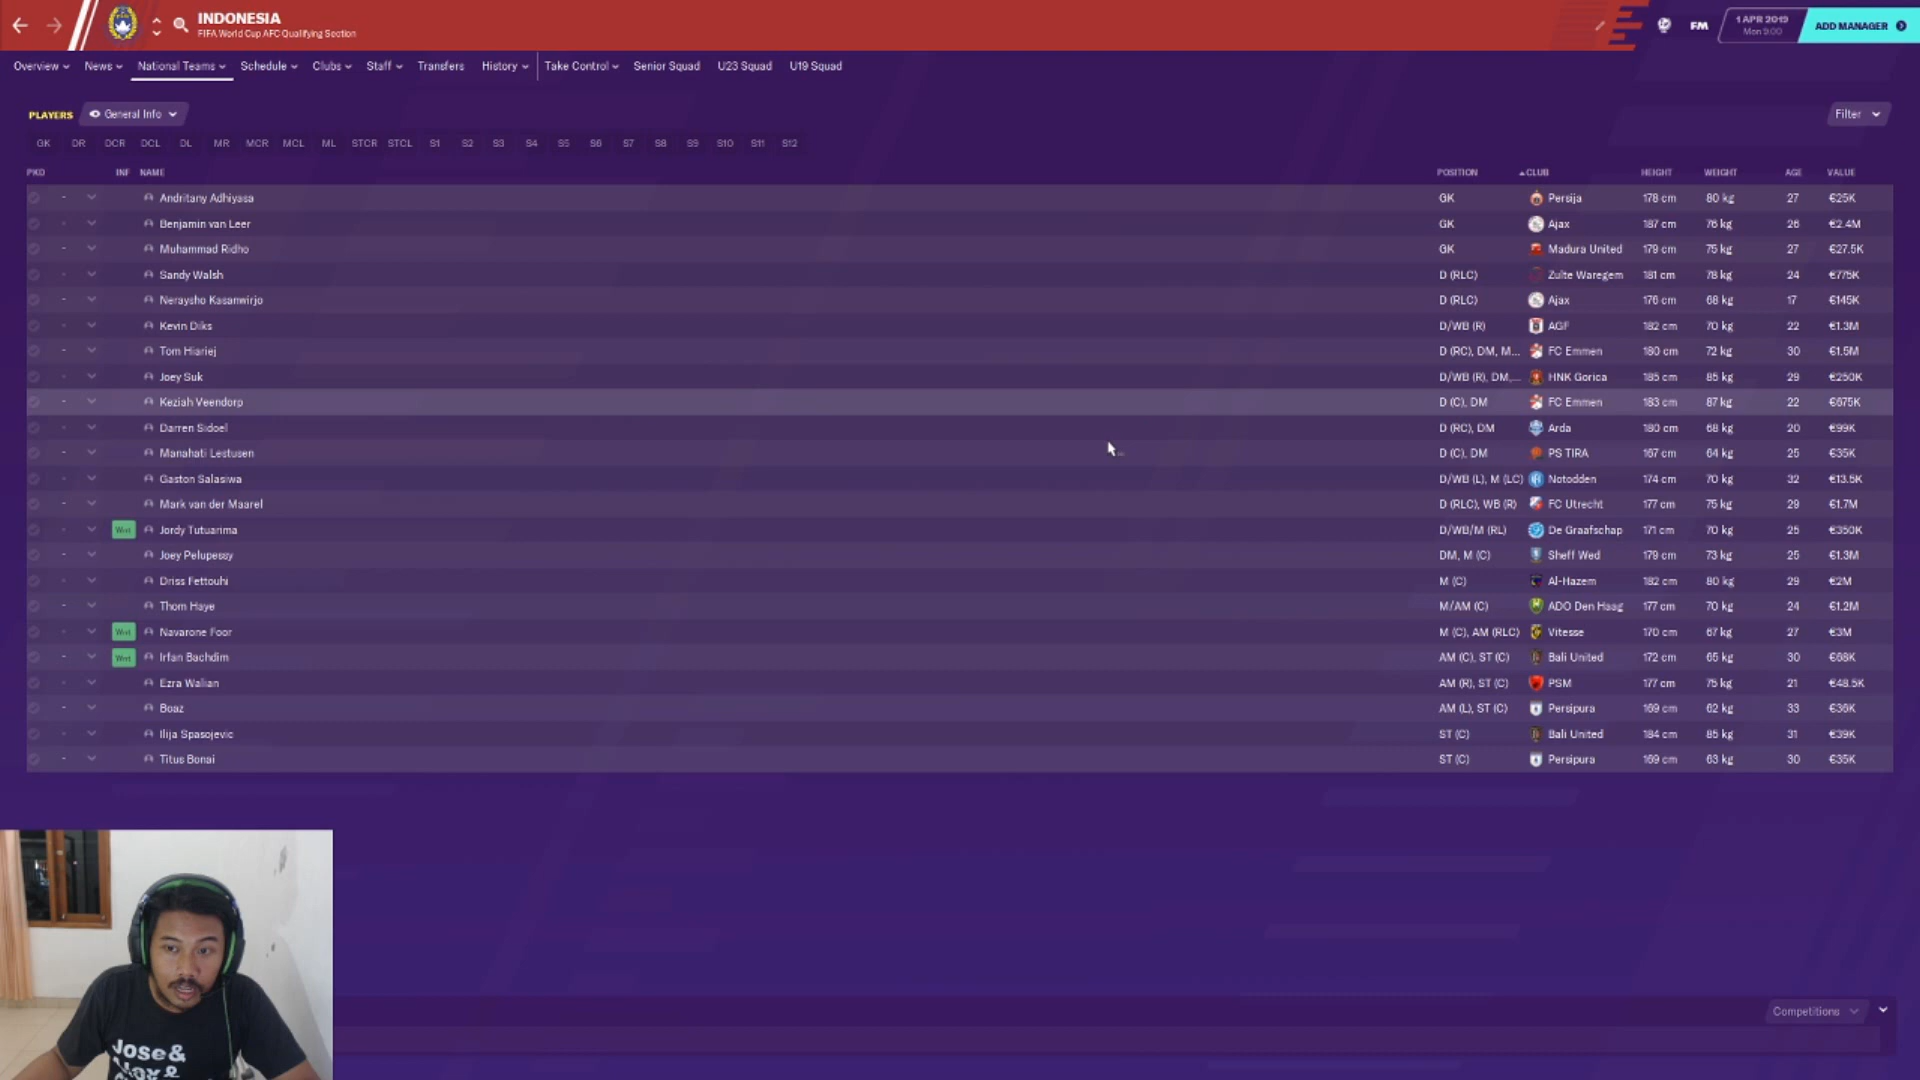 INDONESIA
FIFA World Cup AFC Qualifying Section
FM
1 APR 2019
Mon 9:00
ADD MANAGER
Overview News National Teams Schedule Clubs Staff Transfers History Take Control Senior Squad U23 Squad U19 Squad
PLAYERS General Info Filter
GK DR DCR DCL DL MR MCR MCL ML STCR STCL S1 S2 S3 S4 S5 S6 S7 S8 S9 S10 S11 S12
PKD INF NAME POSITION CLUB HEIGHT WEIGHT AGE VALUE
- Andritany Adhiyasa GK Persija 178 cm 80 kg 27 €25K
- Benjamin van Leer GK Ajax 187 cm 76 kg 26 €2.4M
- Muhammad Ridho GK Madura United 179 cm 75 kg 27 €27.5K
- Sandy Walsh D (RLC) Zulte Waregem 181 cm 78 kg 24 €775K
- Neraysho Kasanwirjo D (RLC) Ajax 176 cm 68 kg 17 €145K
- Kevin Diks D/WB (R) AGF 182 cm 70 kg 22 €1.3M
- Tom Hiariej D (RC), DM, M... FC Emmen 180 cm 72 kg 30 €1.5M
- Joey Suk D/WB (R), DM,... HNK Gorica 185 cm 85 kg 29 €250K
- Keziah Veendorp D (C), DM FC Emmen 183 cm 87 kg 22 €675K
- Darren Sidoel D (RC), DM Arda 180 cm 68 kg 20 €99K
- Manahati Lestusen D (C), DM PS TIRA 167 cm 64 kg 25 €35K
- Gaston Salasiwa D/WB (L), M (LC) Notodden 174 cm 70 kg 32 €13.5K
- Mark van der Maarel D (RLC), WB (R) FC Utrecht 177 cm 75 kg 29 €1.7M
- Wnt Jordy Tutuarima D/WB/M (RL) De Graafschap 171 cm 70 kg 25 €350K
- Joey Pelupessy DM, M (C) Sheff Wed 179 cm 73 kg 25 €1.3M
- Driss Fettouhi M (C) Al-Hazem 182 cm 80 kg 29 €2M
- Thom Haye M/AM (C) ADO Den Haag 177 cm 70 kg 24 €1.2M
- Wnt Navarone Foor M (C), AM (RLC) Vitesse 170 cm 67 kg 27 €3M
- Wnt Irfan Bachdim AM (C), ST (C) Bali United 172 cm 65 kg 30 €68K
- Ezra Walian AM (R), ST (C) PSM 177 cm 75 kg 21 €48.5K
- Boaz AM (L), ST (C) Persipura 169 cm 62 kg 33 €36K
- Ilija Spasojevic ST (C) Bali United 184 cm 85 kg 31 €39K
- Titus Bonai ST (C) Persipura 169 cm 63 kg 30 €35K
Competitions
Jose&